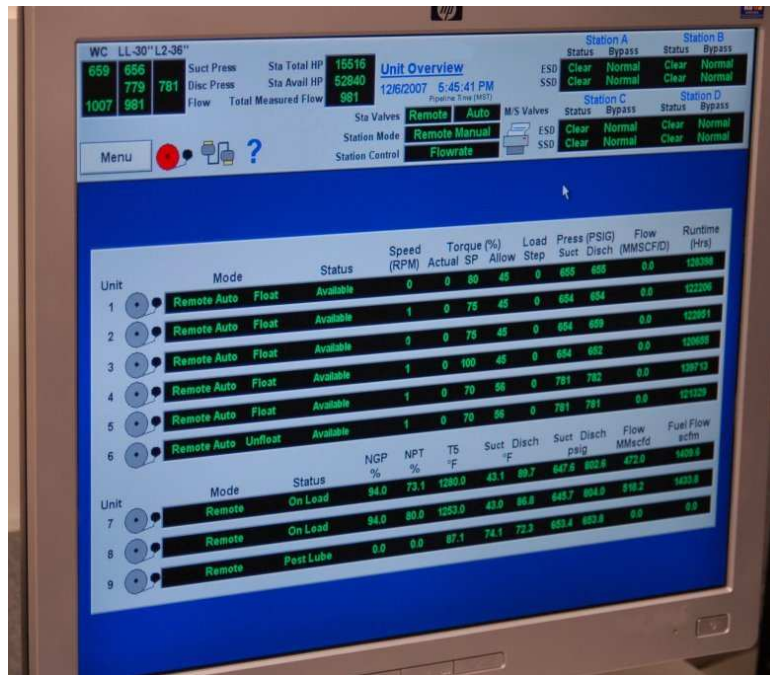 hp
WC LL-30" L2-36"
659 656 Suct Press Sta Total HP 15516
779 781 Disc Press Sta Avail HP 52840
1007 981 Flow Total Measured Flow 981
Unit Overview
12/6/2007 5:45:41 PM
Pipeline Time (MST)
Sta Valves Remote Auto M/S Valves
Station Mode Remote Manual
Station Control Flowrate
Station A Station B
Status Bypass Status Bypass
ESD Clear Normal Clear Normal
SSD Clear Normal Clear Normal
Station C Station D
Status Bypass Status Bypass
ESD Clear Normal Clear Normal
SSD Clear Normal Clear Normal
Menu ?
Speed Torque (%) Load Press (PSIG) Flow Runtime
Unit Mode Status (RPM) Actual SP Allow Step Suct Disch (MMSCF/D) (Hrs)
1 Remote Auto Float Available 0 0 80 45 0 655 655 0.0 128398
2 Remote Auto Float Available 1 0 75 45 0 654 654 0.0 122206
3 Remote Auto Float Available 0 0 75 45 0 654 659 0.0 122851
4 Remote Auto Float Available 1 0 100 45 0 654 652 0.0 120655
5 Remote Auto Float Available 1 0 70 56 0 781 782 0.0 139713
6 Remote Auto Unfloat Available 1 0 70 56 0 781 781 0.0 121329
NGP NPT T5 Suct Disch Suct Disch Flow Fuel Flow
Unit Mode Status % % °F °F psig MMscfd scfm
7 Remote On Load 94.0 73.1 1280.0 43.1 89.7 647.6 802.6 472.0 1409.6
8 Remote On Load 94.0 80.0 1253.0 43.0 86.8 645.7 804.0 518.2 1433.8
9 Remote Post Lube 0.0 0.0 87.1 74.1 72.3 653.4 653.8 0.0 0.0